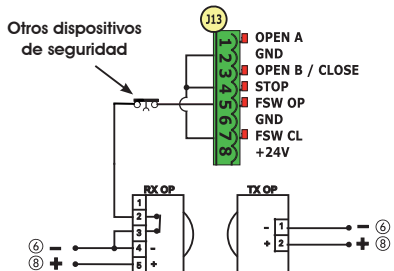 J13
Otros dispositivos
de seguridad
1 OPEN A
2 GND
3 OPEN B / CLOSE
4 STOP
5 FSW OP
6 GND
7 FSW CL
8 +24V
RX OP
1
2
3
4 -
5 +
6 -
8 +
TX OP
- 1
+ 2
- 6
+ 8